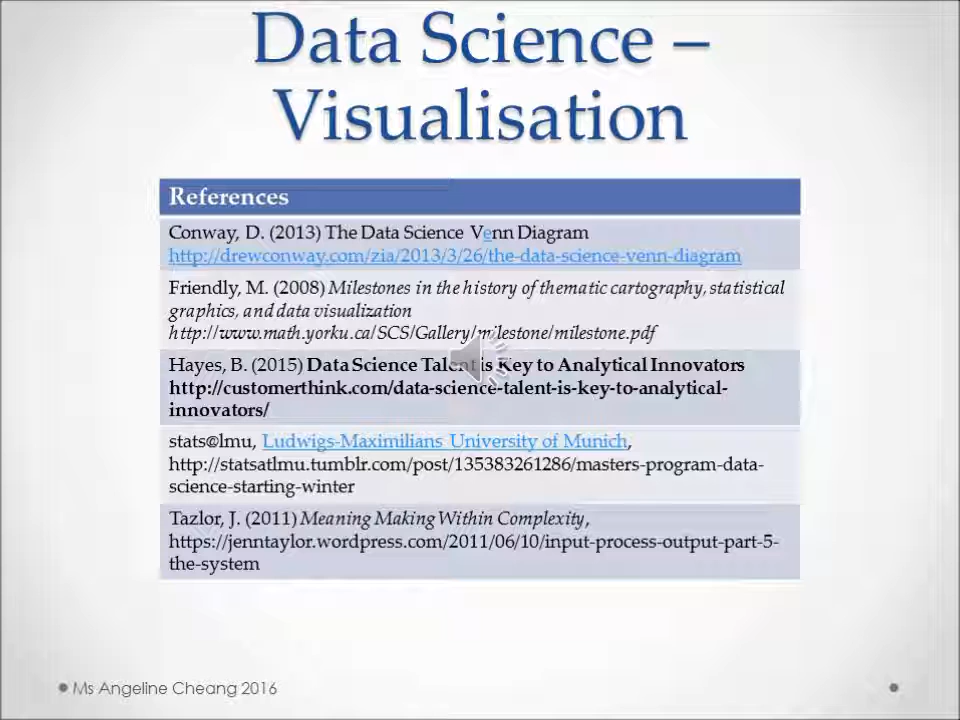 Data Science –
Visualisation
References
Conway, D. (2013) The Data Science Venn Diagram
http://drewconway.com/zia/2013/3/26/the-data-science-venn-diagram
Friendly, M. (2008) Milestones in the history of thematic cartography, statistical
graphics, and data visualization
http://www.math.yorku.ca/SCS/Gallery/milestone/milestone.pdf
Hayes, B. (2015) Data Science Talent is Key to Analytical Innovators
http://customerthink.com/data-science-talent-is-key-to-analytical-
innovators/
stats@lmu, Ludwigs-Maximilians University of Munich,
http://statsatlmu.tumblr.com/post/135383261286/masters-program-data-
science-starting-winter
Tazlor, J. (2011) Meaning Making Within Complexity,
https://jenntaylor.wordpress.com/2011/06/10/input-process-output-part-5-
the-system
Ms Angeline Cheang 2016